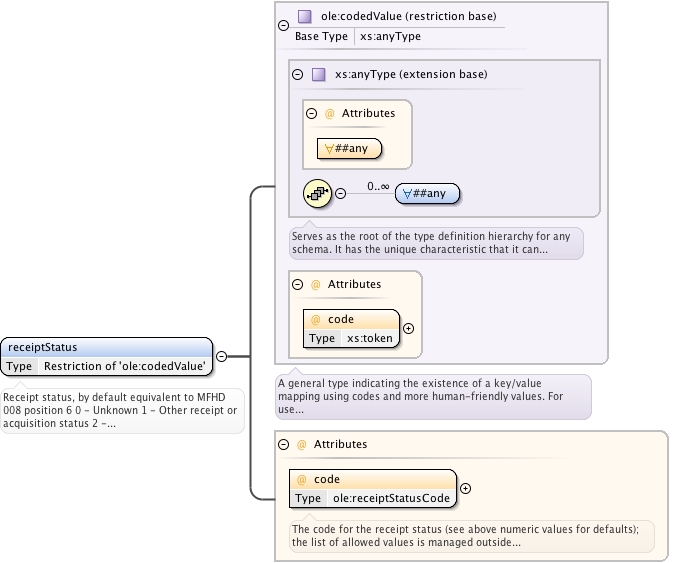 ole:codedValue (restriction base)
Base Type xs:anyType
xs:anyType (extension base)
@ Attributes
∀##any
0..∞ ∀##any
Serves as the root of the type definition hierarchy for any
schema. It has the unique characteristic that it can...
@ Attributes
@ code
Type xs:token
A general type indicating the existence of a key/value
mapping using codes and more human-friendly values. For
use...
receiptStatus
Type Restriction of 'ole:codedValue'
Receipt status, by default equivalent to MFHD
008 position 6 0 - Unknown 1 - Other receipt or
acquisition status 2 -...
@ Attributes
@ code
Type ole:receiptStatusCode
The code for the receipt status (see above numeric values for defaults);
the list of allowed values is managed outside...